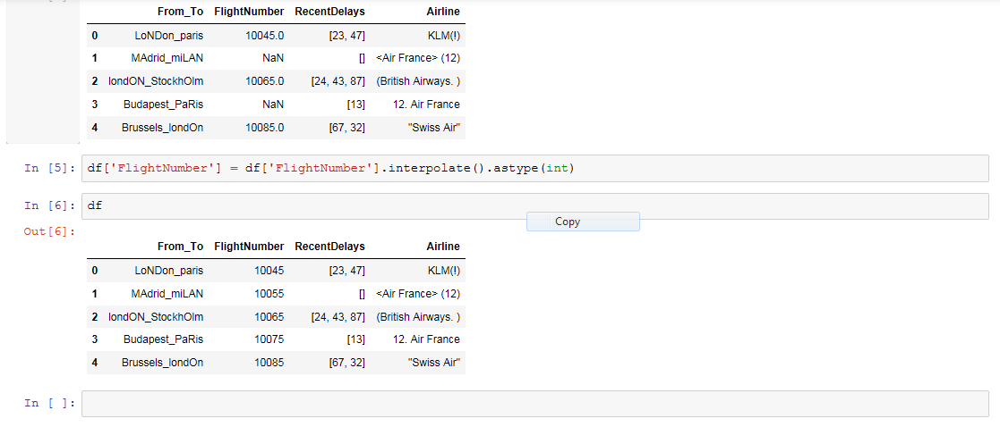 From_To FlightNumber RecentDelays Airline
0 LoNDon_paris 10045.0 [23, 47] KLM(!)
1 MAdrid_miLAN NaN [] <Air France> (12)
2 londON_StockhOlm 10065.0 [24, 43, 87] (British Airways. )
3 Budapest_PaRis NaN [13] 12. Air France
4 Brussels_londOn 10085.0 [67, 32] "Swiss Air"
In [5]: df['FlightNumber'] = df['FlightNumber'].interpolate().astype(int)
In [6]: df
Copy
Out[6]:
From_To FlightNumber RecentDelays Airline
0 LoNDon_paris 10045 [23, 47] KLM(!)
1 MAdrid_miLAN 10055 [] <Air France> (12)
2 londON_StockhOlm 10065 [24, 43, 87] (British Airways. )
3 Budapest_PaRis 10075 [13] 12. Air France
4 Brussels_londOn 10085 [67, 32] "Swiss Air"
In [ ]: